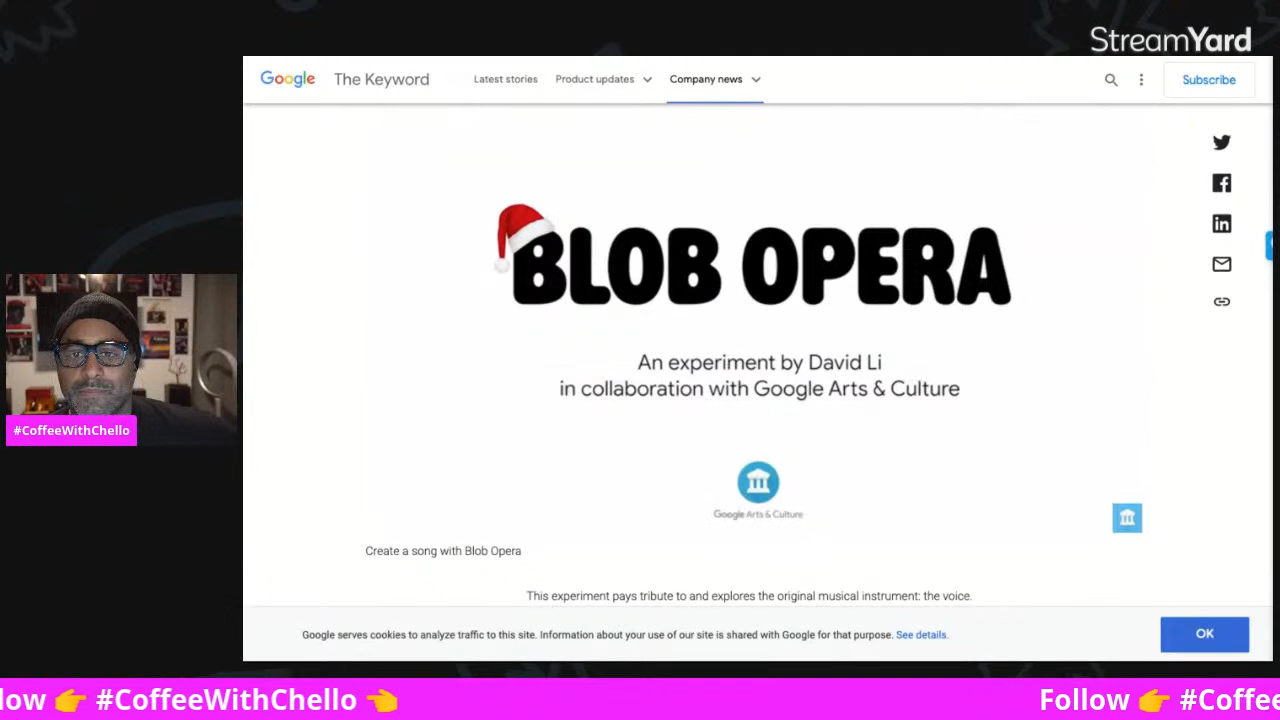 StreamYard
Google The Keyword Latest stories Product updates Company news Subscribe
BLOB OPERA
An experiment by David Li
in collaboration with Google Arts & Culture
Google Arts & Culture
Create a song with Blob Opera
This experiment pays tribute to and explores the original musical instrument: the voice.
Google serves cookies to analyze traffic to this site. Information about your use of our site is shared with Google for that purpose. See details. OK
#CoffeeWithChello
low 👉 #CoffeeWithChello 👈 Follow 👉 #Coffee